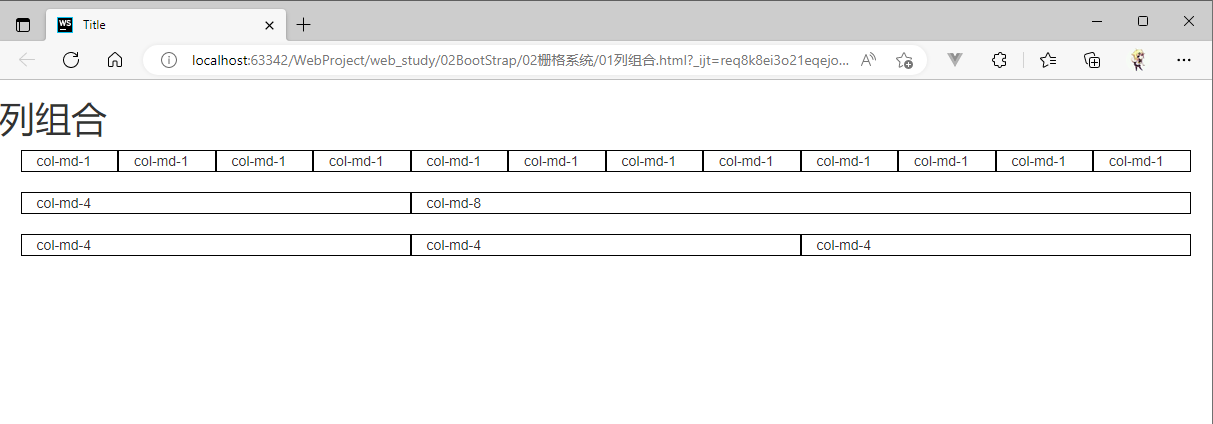 WS Title
localhost:63342/WebProject/web_study/02BootStrap/02栅格系统/01列组合.html?_ijt=req8k8ei3o21eqejo...
列组合
col-md-1 col-md-1 col-md-1 col-md-1 col-md-1 col-md-1 col-md-1 col-md-1 col-md-1 col-md-1 col-md-1 col-md-1
col-md-4 col-md-8
col-md-4 col-md-4 col-md-4